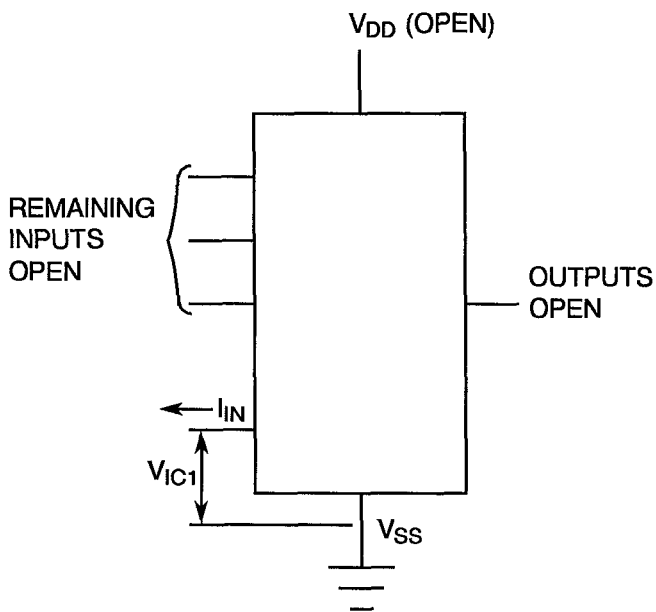 VDD (OPEN)
REMAINING
INPUTS
OPEN
OUTPUTS
OPEN
IIN
VIC1
VSS